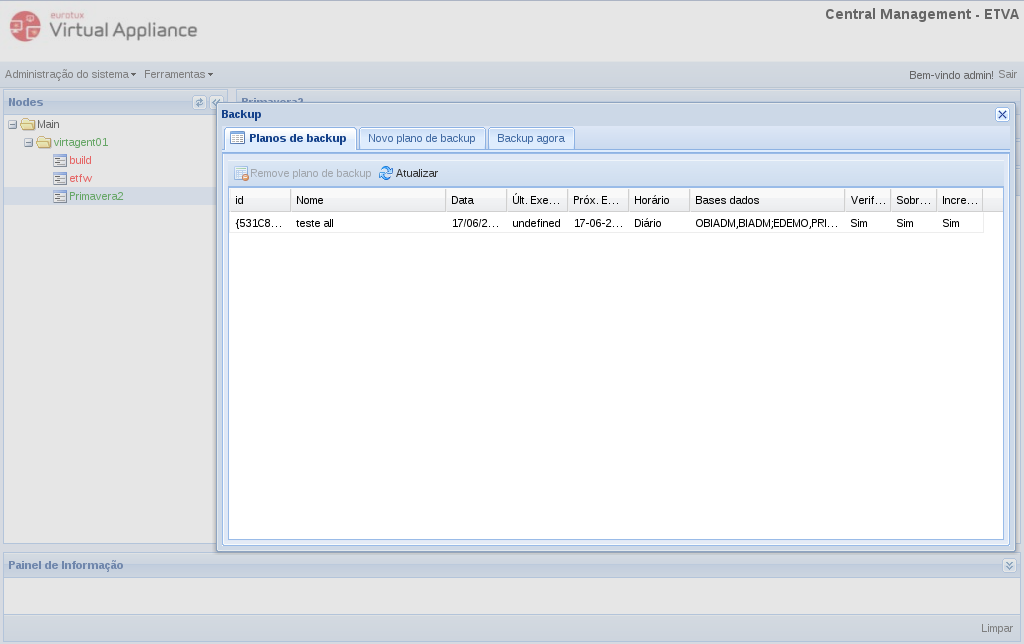 eurotux
Virtual Appliance
Central Management - ETVA
Administração do sistema
Ferramentas
Bem-vindo admin!
Sair
Nodes
Main
virtagent01
build
etfw
Primavera2
Primavera2
Backup
Planos de backup
Novo plano de backup
Backup agora
Remove plano de backup
Atualizar
id Nome Data Últ. Exe... Próx. E... Horário Bases dados Verif... Sobr... Incre...
{531C8... teste all 17/06/2... undefined 17-06-2... Diário OBIADM,BIADM;EDEMO,PRI... Sim Sim Sim
Painel de Informação
Limpar